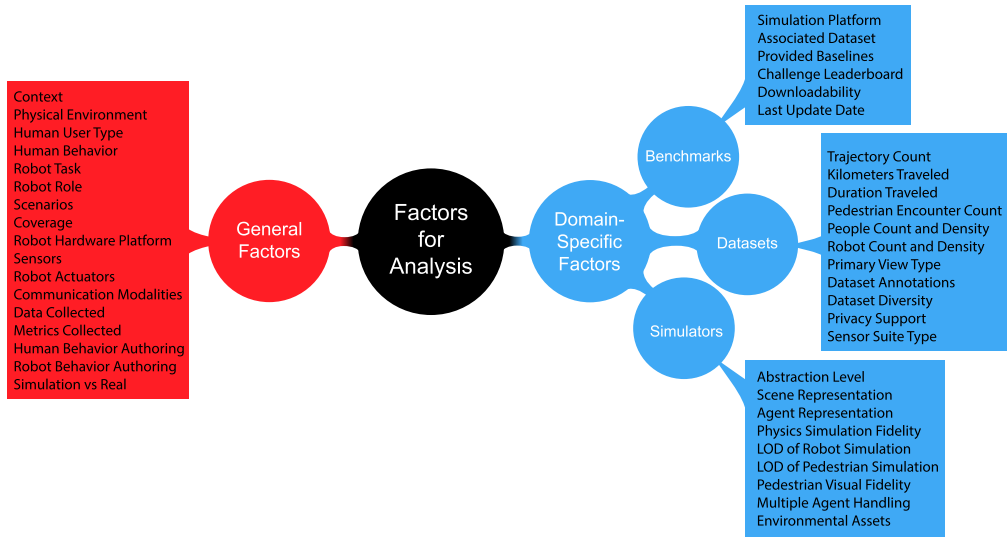 Context
Physical Environment
Human User Type
Human Behavior
Robot Task
Robot Role
Scenarios
Coverage
Robot Hardware Platform
Sensors
Robot Actuators
Communication Modalities
Data Collected
Metrics Collected
Human Behavior Authoring
Robot Behavior Authoring
Simulation vs Real
General
Factors
Factors
for
Analysis
Domain-
Specific
Factors
Benchmarks
Simulation Platform
Associated Dataset
Provided Baselines
Challenge Leaderboard
Downloadability
Last Update Date
Datasets
Trajectory Count
Kilometers Traveled
Duration Traveled
Pedestrian Encounter Count
People Count and Density
Robot Count and Density
Primary View Type
Dataset Annotations
Dataset Diversity
Privacy Support
Sensor Suite Type
Simulators
Abstraction Level
Scene Representation
Agent Representation
Physics Simulation Fidelity
LOD of Robot Simulation
LOD of Pedestrian Simulation
Pedestrian Visual Fidelity
Multiple Agent Handling
Environmental Assets